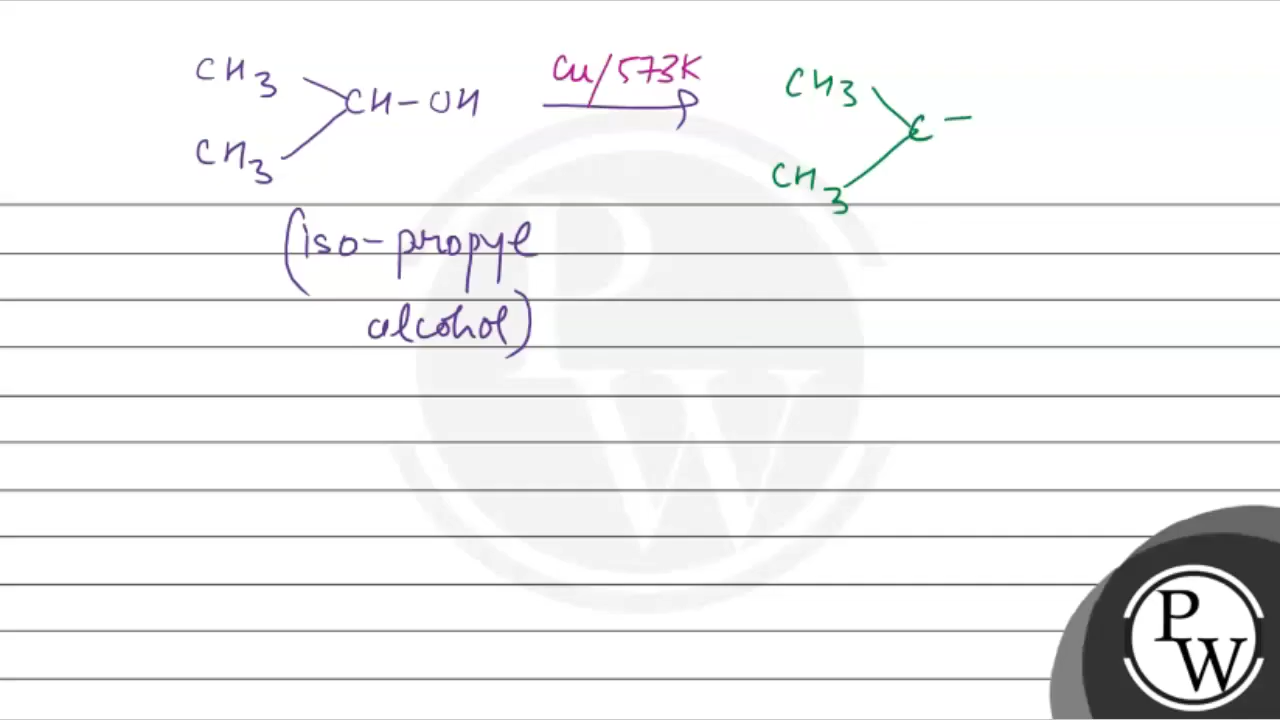 CH3
CH-OH
CH3
Cu/573K
CH3
C-
CH3
(iso-propyl
alcohol)
P
W
PW